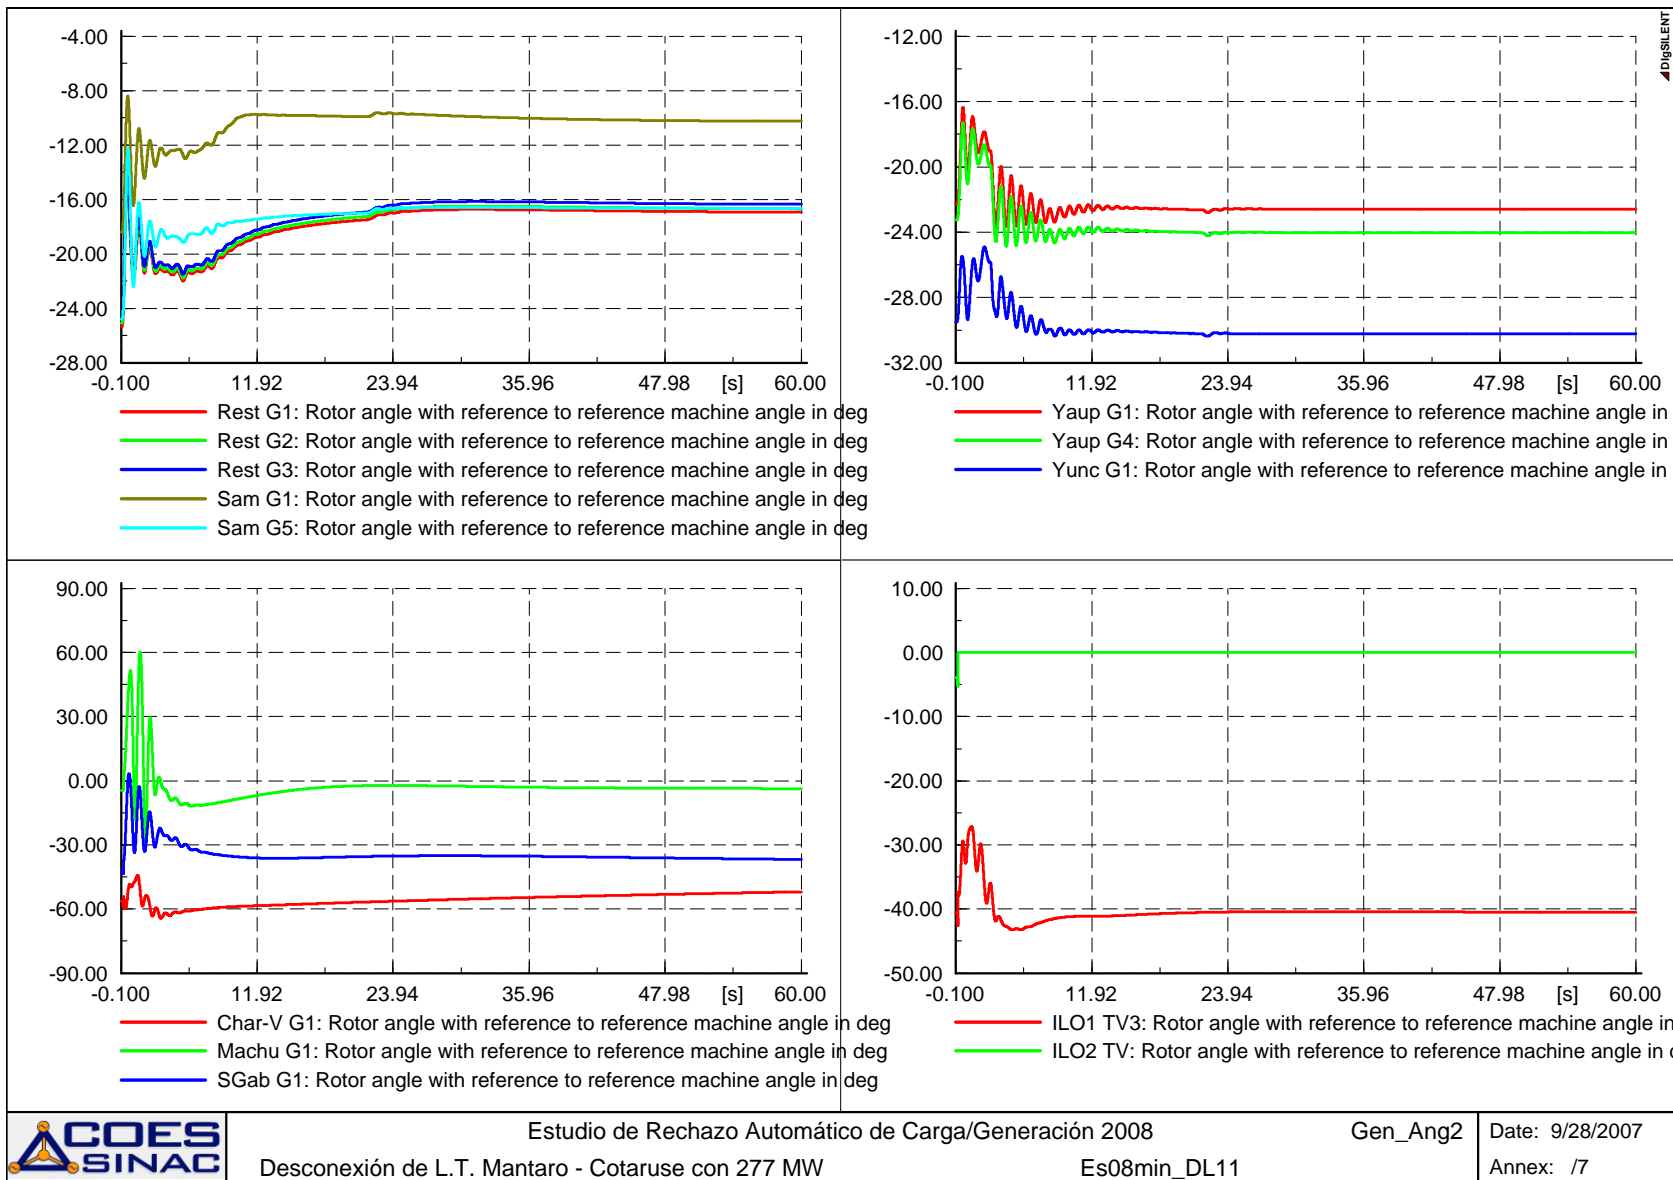 DIgSILENT
-4.00
-8.00
-12.00
-16.00
-20.00
-24.00
-28.00
-0.100 11.92 23.94 35.96 47.98 [s] 60.00
Rest G1: Rotor angle with reference to reference machine angle in deg
Rest G2: Rotor angle with reference to reference machine angle in deg
Rest G3: Rotor angle with reference to reference machine angle in deg
Sam G1: Rotor angle with reference to reference machine angle in deg
Sam G5: Rotor angle with reference to reference machine angle in deg
-12.00
-16.00
-20.00
-24.00
-28.00
-32.00
-0.100 11.92 23.94 35.96 47.98 [s] 60.00
Yaup G1: Rotor angle with reference to reference machine angle in
Yaup G4: Rotor angle with reference to reference machine angle in
Yunc G1: Rotor angle with reference to reference machine angle in
90.00
60.00
30.00
0.00
-30.00
-60.00
-90.00
-0.100 11.92 23.94 35.96 47.98 [s] 60.00
Char-V G1: Rotor angle with reference to reference machine angle in deg
Machu G1: Rotor angle with reference to reference machine angle in deg
SGab G1: Rotor angle with reference to reference machine angle in deg
10.00
0.00
-10.00
-20.00
-30.00
-40.00
-50.00
-0.100 11.92 23.94 35.96 47.98 [s] 60.00
ILO1 TV3: Rotor angle with reference to reference machine angle in
ILO2 TV: Rotor angle with reference to reference machine angle in
COES
SINAC
Estudio de Rechazo Automático de Carga/Generación 2008 Gen_Ang2
Desconexión de L.T. Mantaro - Cotaruse con 277 MW Es08min_DL11
Date: 9/28/2007
Annex: /7